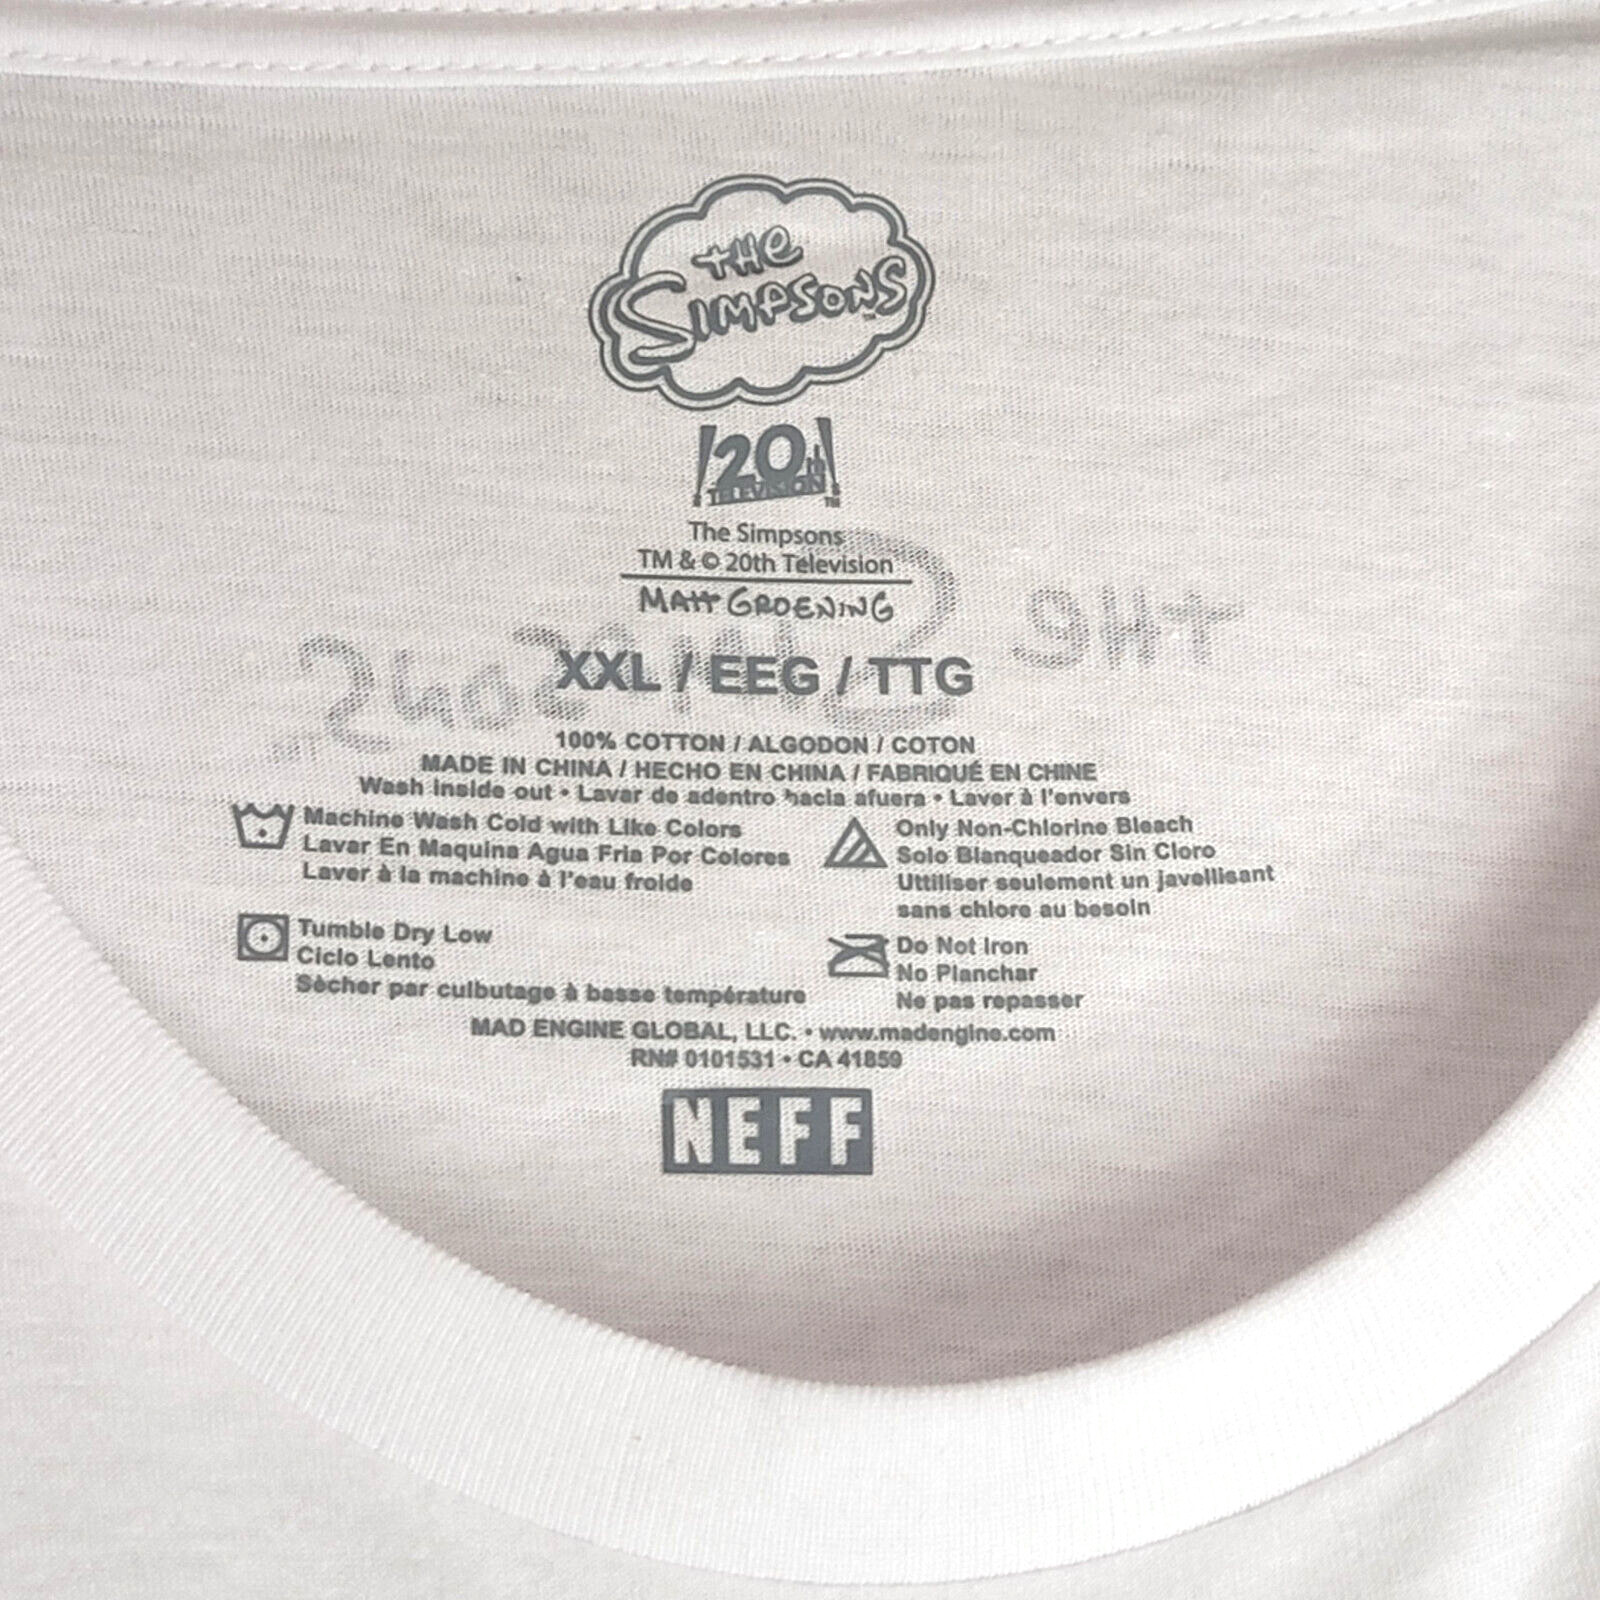 THE
SIMPSONS
TM
20th
TELEVISION
TM
The Simpsons
TM & © 20th Television
MATT GROENING
XXL / EEG / TTG
100% COTTON / ALGODON / COTON
MADE IN CHINA / HECHO EN CHINA / FABRIQUÉ EN CHINE
Wash inside out • Lavar de adentro hacia afuera • Laver à l'envers
Machine Wash Cold with Like Colors
Lavar En Maquina Agua Fria Por Colores
Laver à la machine à l'eau froide
Only Non-Chlorine Bleach
Solo Blanqueador Sin Cloro
Uttiliser seulement un javellisant
sans chlore au besoin
Tumble Dry Low
Ciclo Lento
Sècher par culbutage à basse température
Do Not Iron
No Planchar
Ne pas repasser
MAD ENGINE GLOBAL, LLC. • www.madengine.com
RN# 0101531 • CA 41859
NEFF